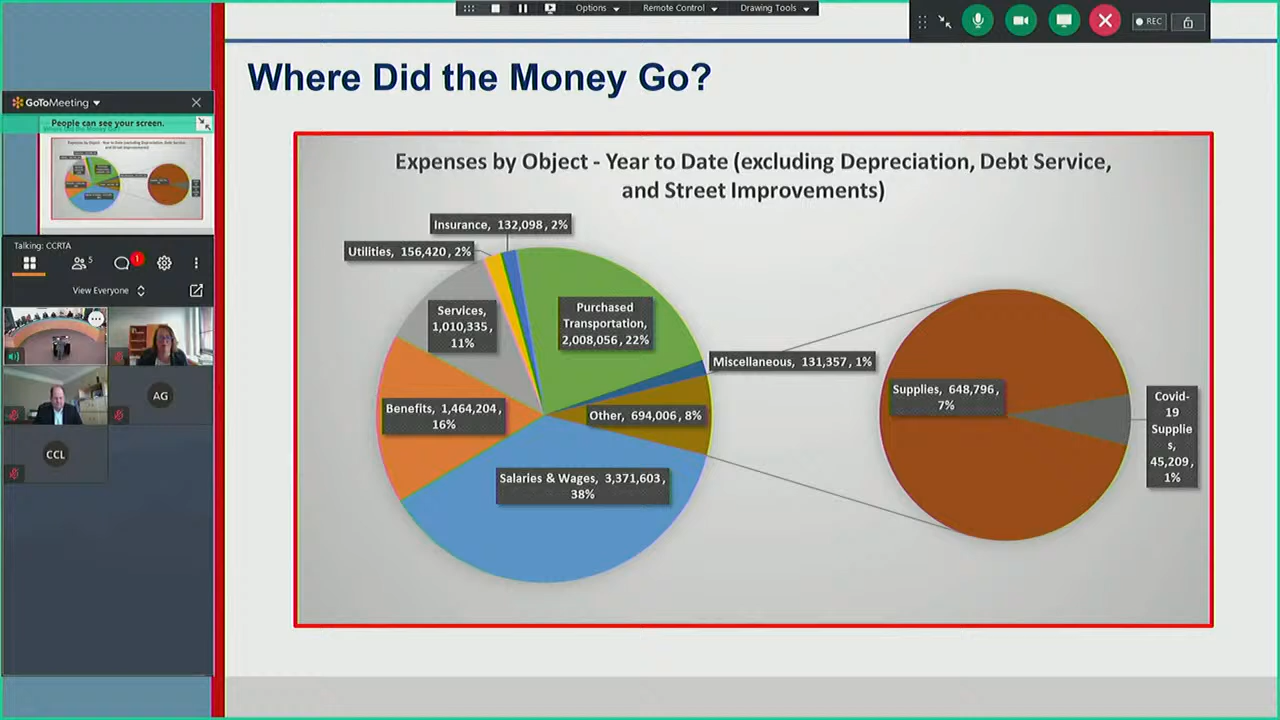 Options
Remote Control
Drawing Tools
REC
Where Did the Money Go?
GoToMeeting
People can see your screen.
Talking: CCRTA
5
1
View Everyone
AG
CCL
Expenses by Object - Year to Date (excluding Depreciation, Debt Service,
and Street Improvements)
Insurance, 132,098, 2%
Utilities, 156,420, 2%
Services,
1,010,335,
11%
Purchased
Transportation,
2,008,056, 22%
Miscellaneous, 131,357, 1%
Benefits, 1,464,204,
16%
Other, 694,006, 8%
Salaries & Wages, 3,371,603,
38%
Supplies, 648,796,
7%
Covid-
19
Supplie
s,
45,209,
1%